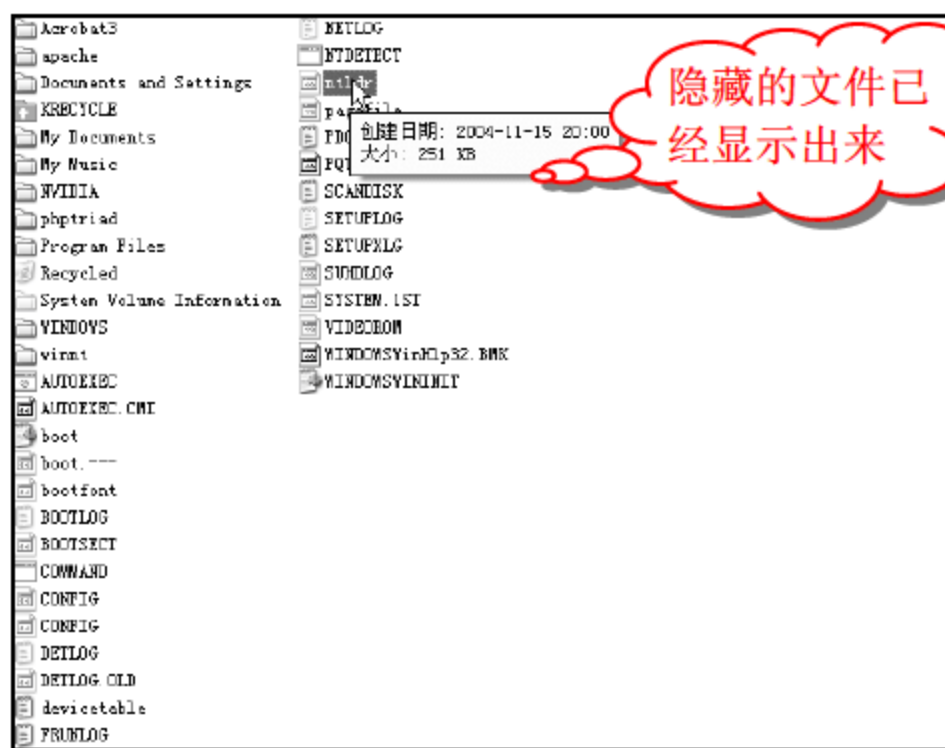 Acrobat3
apache
Documents and Settings
KRECYCLE
My Documents
My Music
NVIDIA
phptriad
Program Files
Recycled
System Volume Information
WINDOWS
winnt
AUTOEXEC
AUTOEXEC.CMI
boot
boot.---
bootfont
BOOTLOG
BOOTSECT
COMMAND
CONFIG
CONFIG
DETLOG
DETLOG.OLD
devicetable
FRUNLOG
NETLOG
NTDETECT
ntldr
pagefile
SCANDISK
SETUPLOG
SETUPXLG
SUHDLOG
SYSTEM.1ST
VIDEOROM
WINDOWSWinHlp32.BMK
WINDOWSWININIT
创建日期: 2004-11-15 20:00
大小: 251 KB
隐藏的文件已
经显示出来